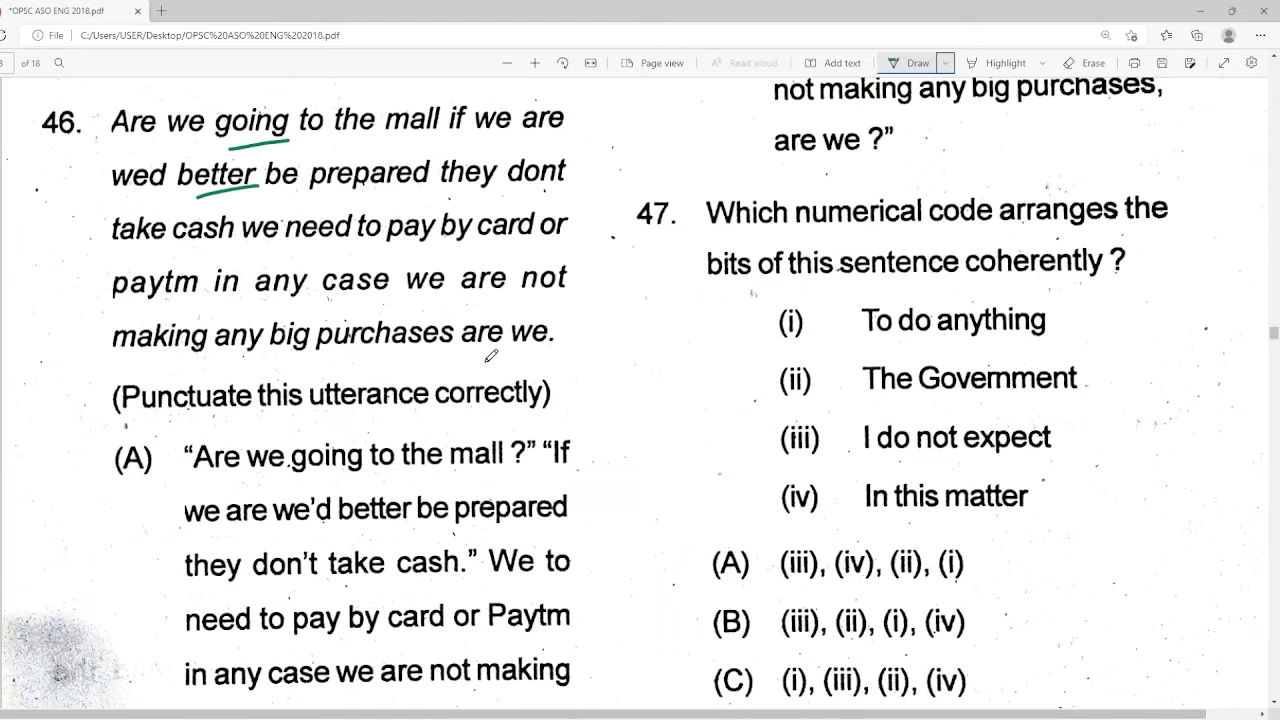 *OPSC ASO ENG 2018.pdf
File
C:/Users/USER/Desktop/OPSC%20ASO%20ENG%202018.pdf
of 18
Page view
Read aloud
Add text
Draw
Highlight
Erase
46. Are we going to the mall if we are
wed better be prepared they dont
take cash we need to pay by card or
paytm in any case we are not
making any big purchases are we.
(Punctuate this utterance correctly)
(A) “Are we going to the mall ?” “If
we are we'd better be prepared
they don't take cash.” We to
need to pay by card or Paytm
in any case we are not making
not making any big purchases,
are we ?”
47. Which numerical code arranges the
bits of this sentence coherently ?
(i) To do anything
(ii) The Government
(iii) I do not expect
(iv) In this matter
(A) (iii), (iv), (ii), (i)
(B) (iii), (ii), (i), (iv)
(C) (i), (iii), (ii), (iv)